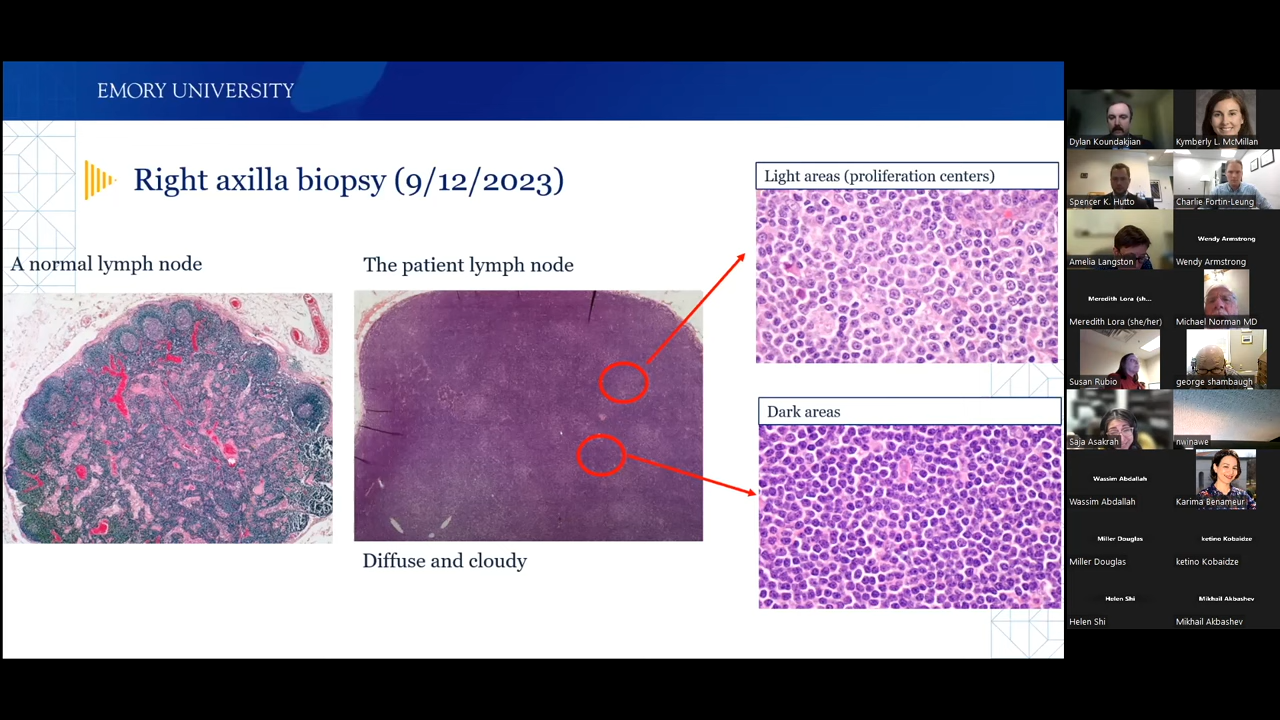 EMORY UNIVERSITY
Right axilla biopsy (9/12/2023)
A normal lymph node
The patient lymph node
Diffuse and cloudy
Light areas (proliferation centers)
Dark areas
Dylan Koundakjian
Kymberly L. McMillan
Spencer K. Hutto
Charlie Fortin-Leung
Amelia Langston
Wendy Armstrong
Wendy Armstrong
Meredith Lora (sh...
Meredith Lora (she/her)
Michael Norman MD
Susan Rubio
george shambaugh
Saja Asakrah
nwinawe
Wassim Abdallah
Wassim Abdallah
Karima Benameur
Miller Douglas
Miller Douglas
ketino Kobaidze
ketino Kobaidze
Helen Shi
Helen Shi
Mikhail Akbashev
Mikhail Akbashev